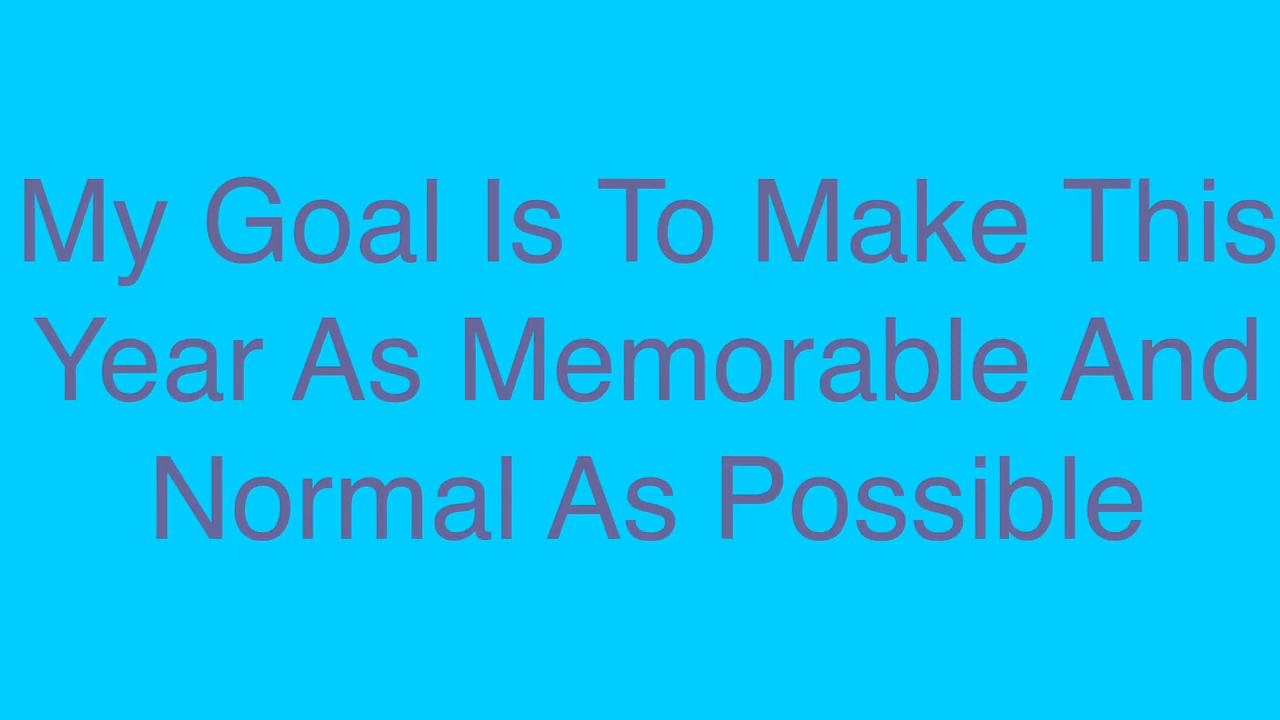 My Goal Is To Make This
Year As Memorable And
Normal As Possible